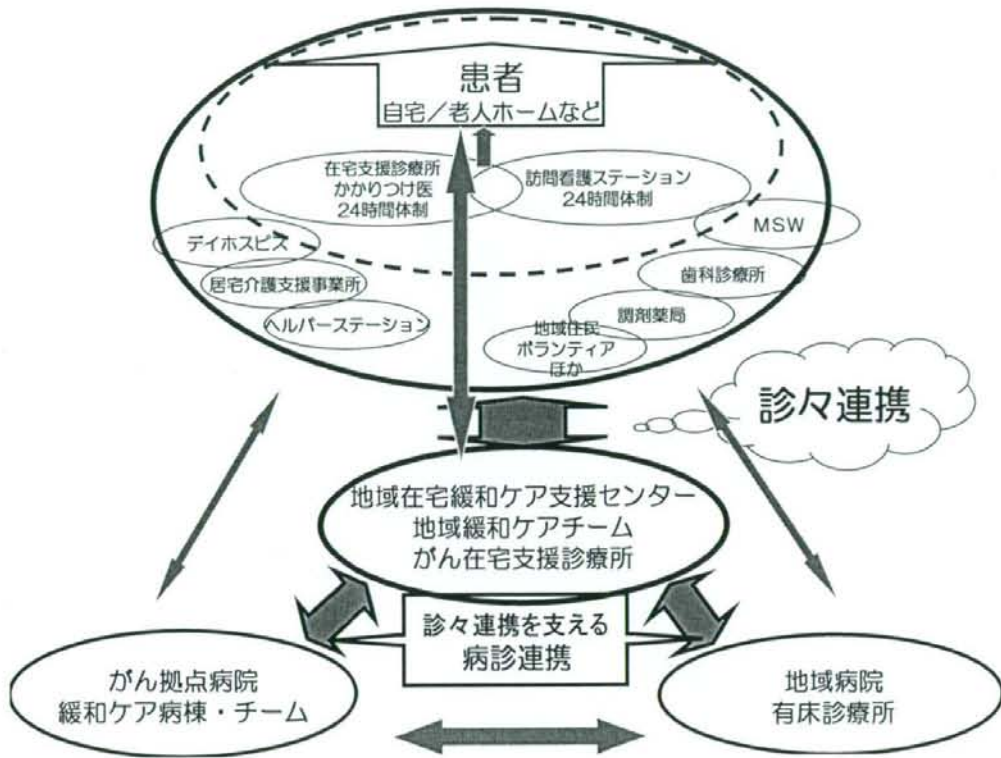 患者
自宅／老人ホームなど
在宅支援診療所
かかりつけ医
24時間体制
訪問看護ステーション
24時間体制
MSW
デイホスピス
歯科診療所
居宅介護支援事業所
調剤薬局
ヘルパーステーション
地域住民
ボランティア
ほか
診々連携
地域在宅緩和ケア支援センター
地域緩和ケアチーム
がん在宅支援診療所
診々連携を支える
病診連携
がん拠点病院
緩和ケア病棟・チーム
地域病院
有床診療所